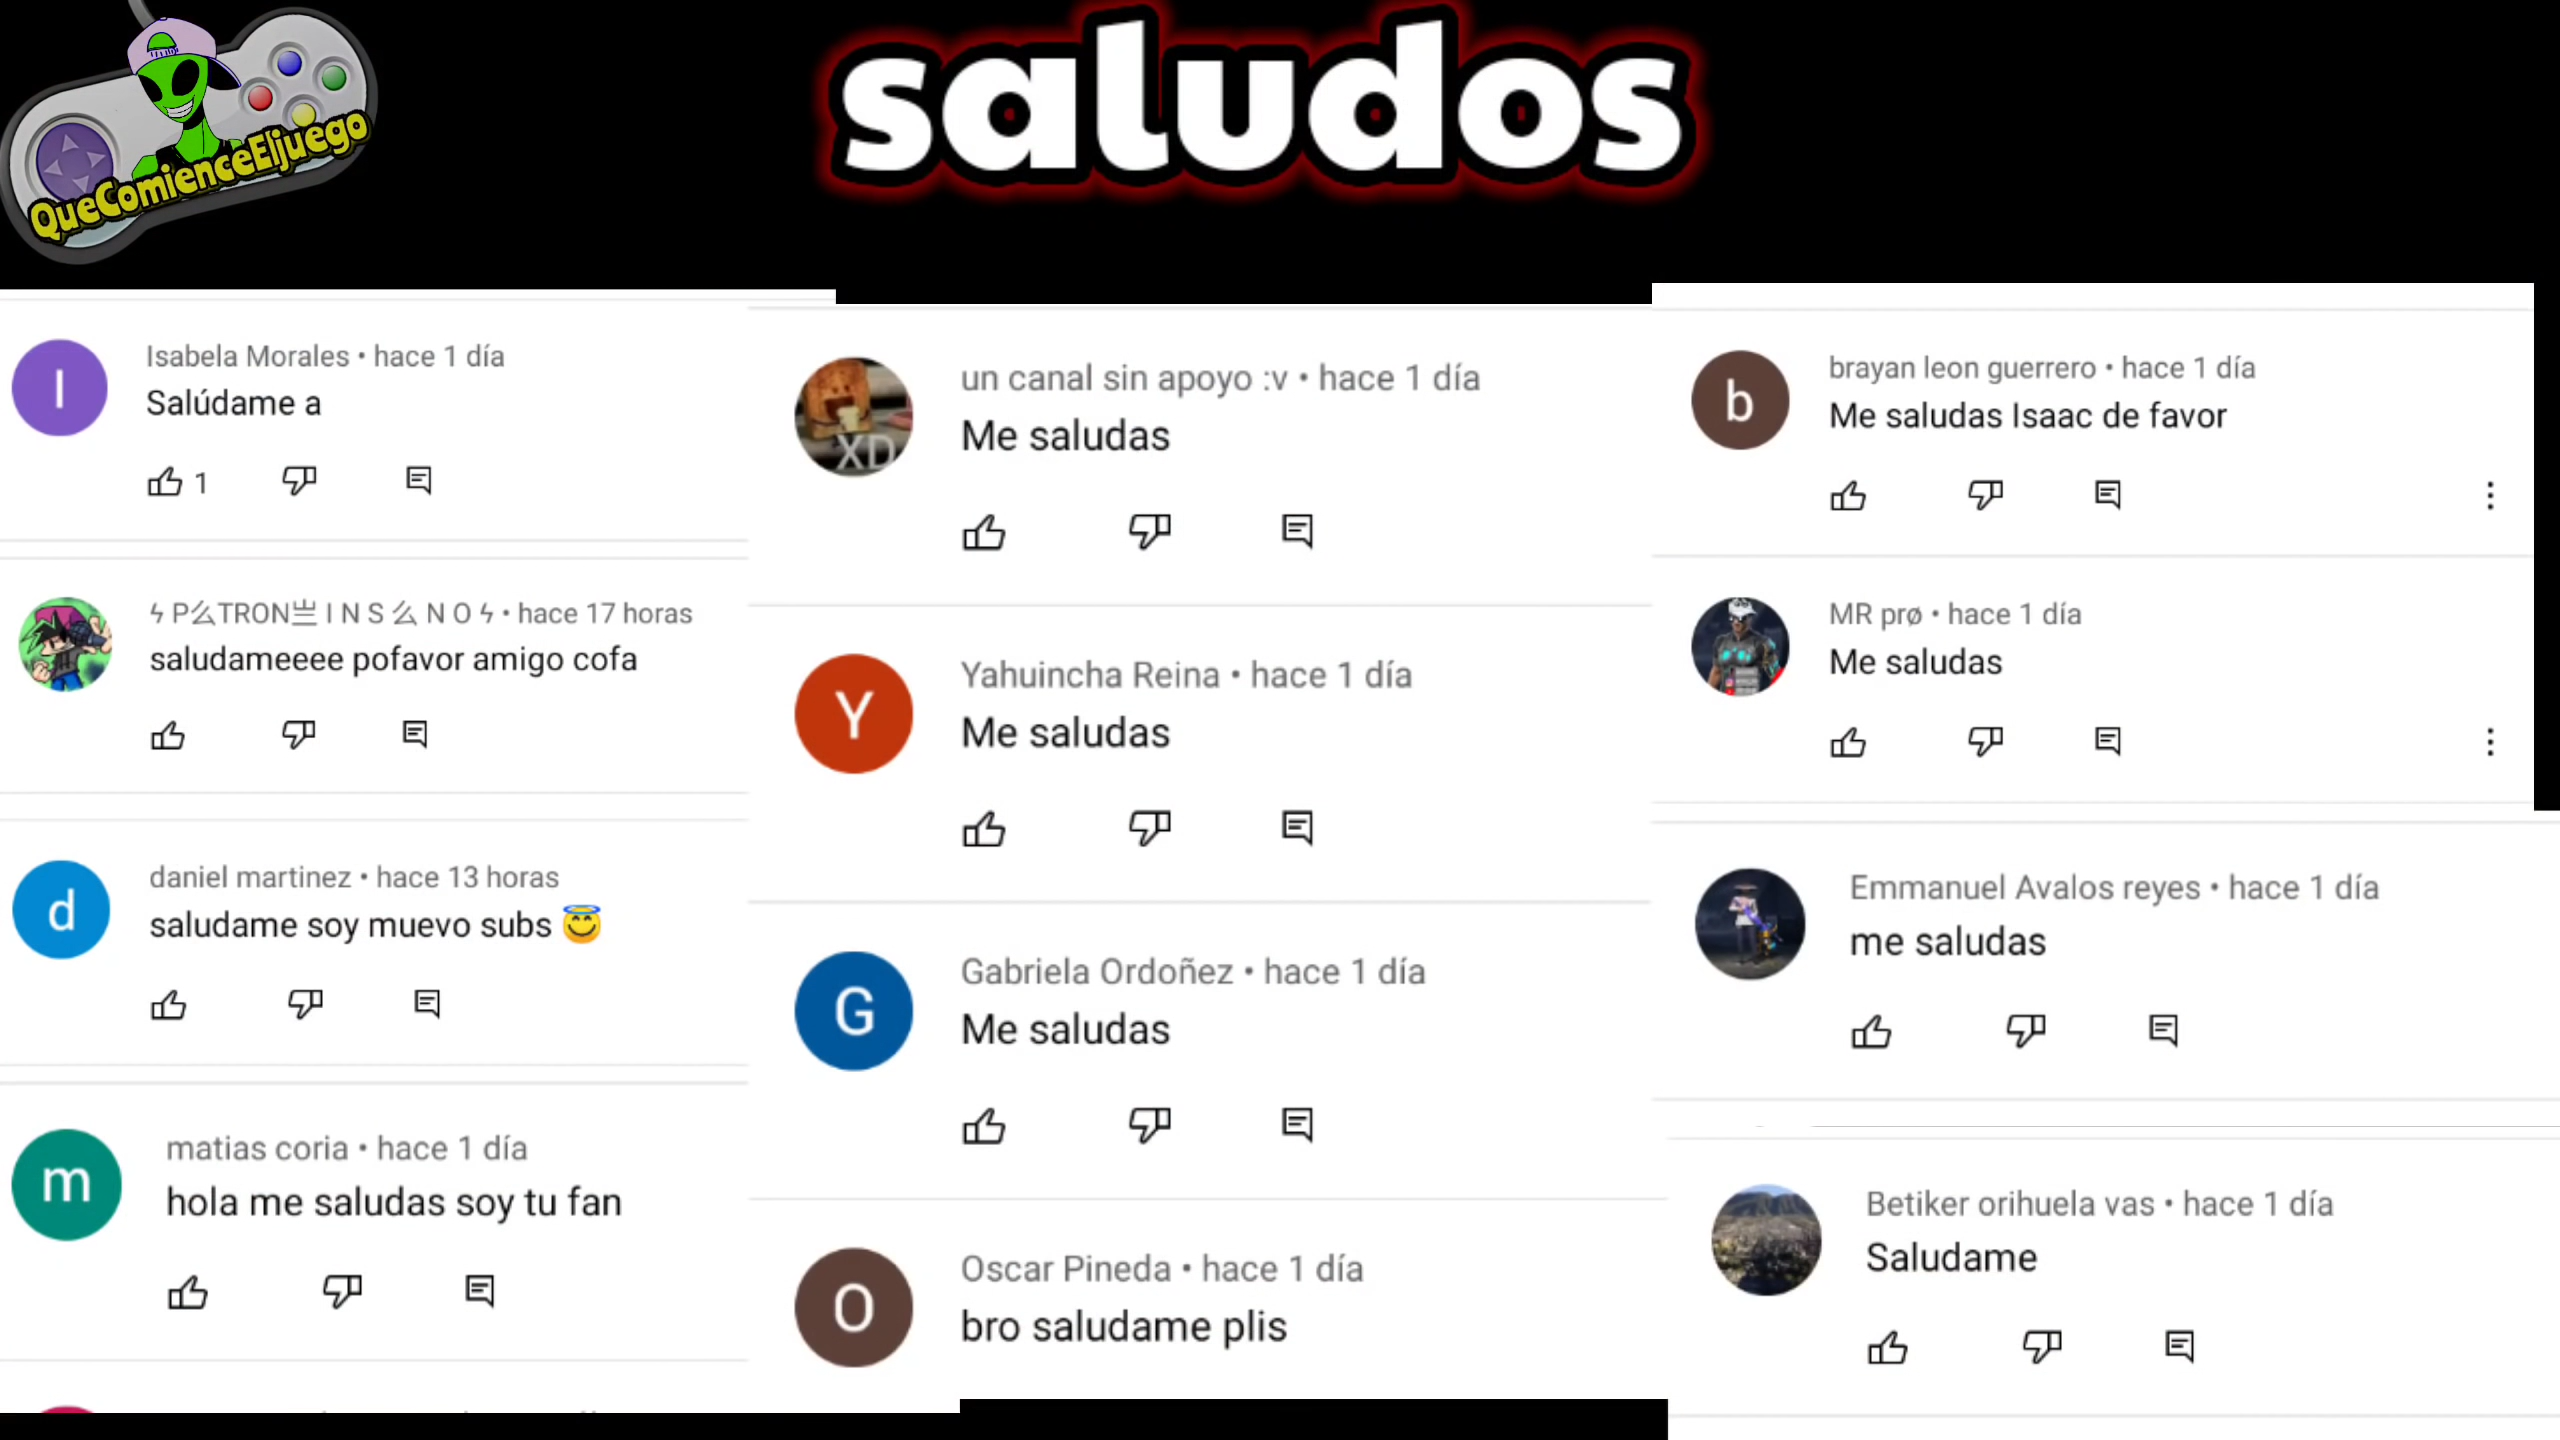 QueComienceEljuego
saludos
Isabela Morales • hace 1 día
Salúdame a
1
ϟ P么TRON亗 I N S 么 N O ϟ • hace 17 horas
saludameeee pofavor amigo cofa
d
daniel martinez • hace 13 horas
saludame soy muevo subs 😇
m
matias coria • hace 1 día
hola me saludas soy tu fan
XD
un canal sin apoyo :v • hace 1 día
Me saludas
Y
Yahuincha Reina • hace 1 día
Me saludas
G
Gabriela Ordoñez • hace 1 día
Me saludas
O
Oscar Pineda • hace 1 día
bro saludame plis
b
brayan leon guerrero • hace 1 día
Me saludas Isaac de favor
MR prø • hace 1 día
Me saludas
Emmanuel Avalos reyes • hace 1 día
me saludas
Betiker orihuela vas • hace 1 día
Saludame